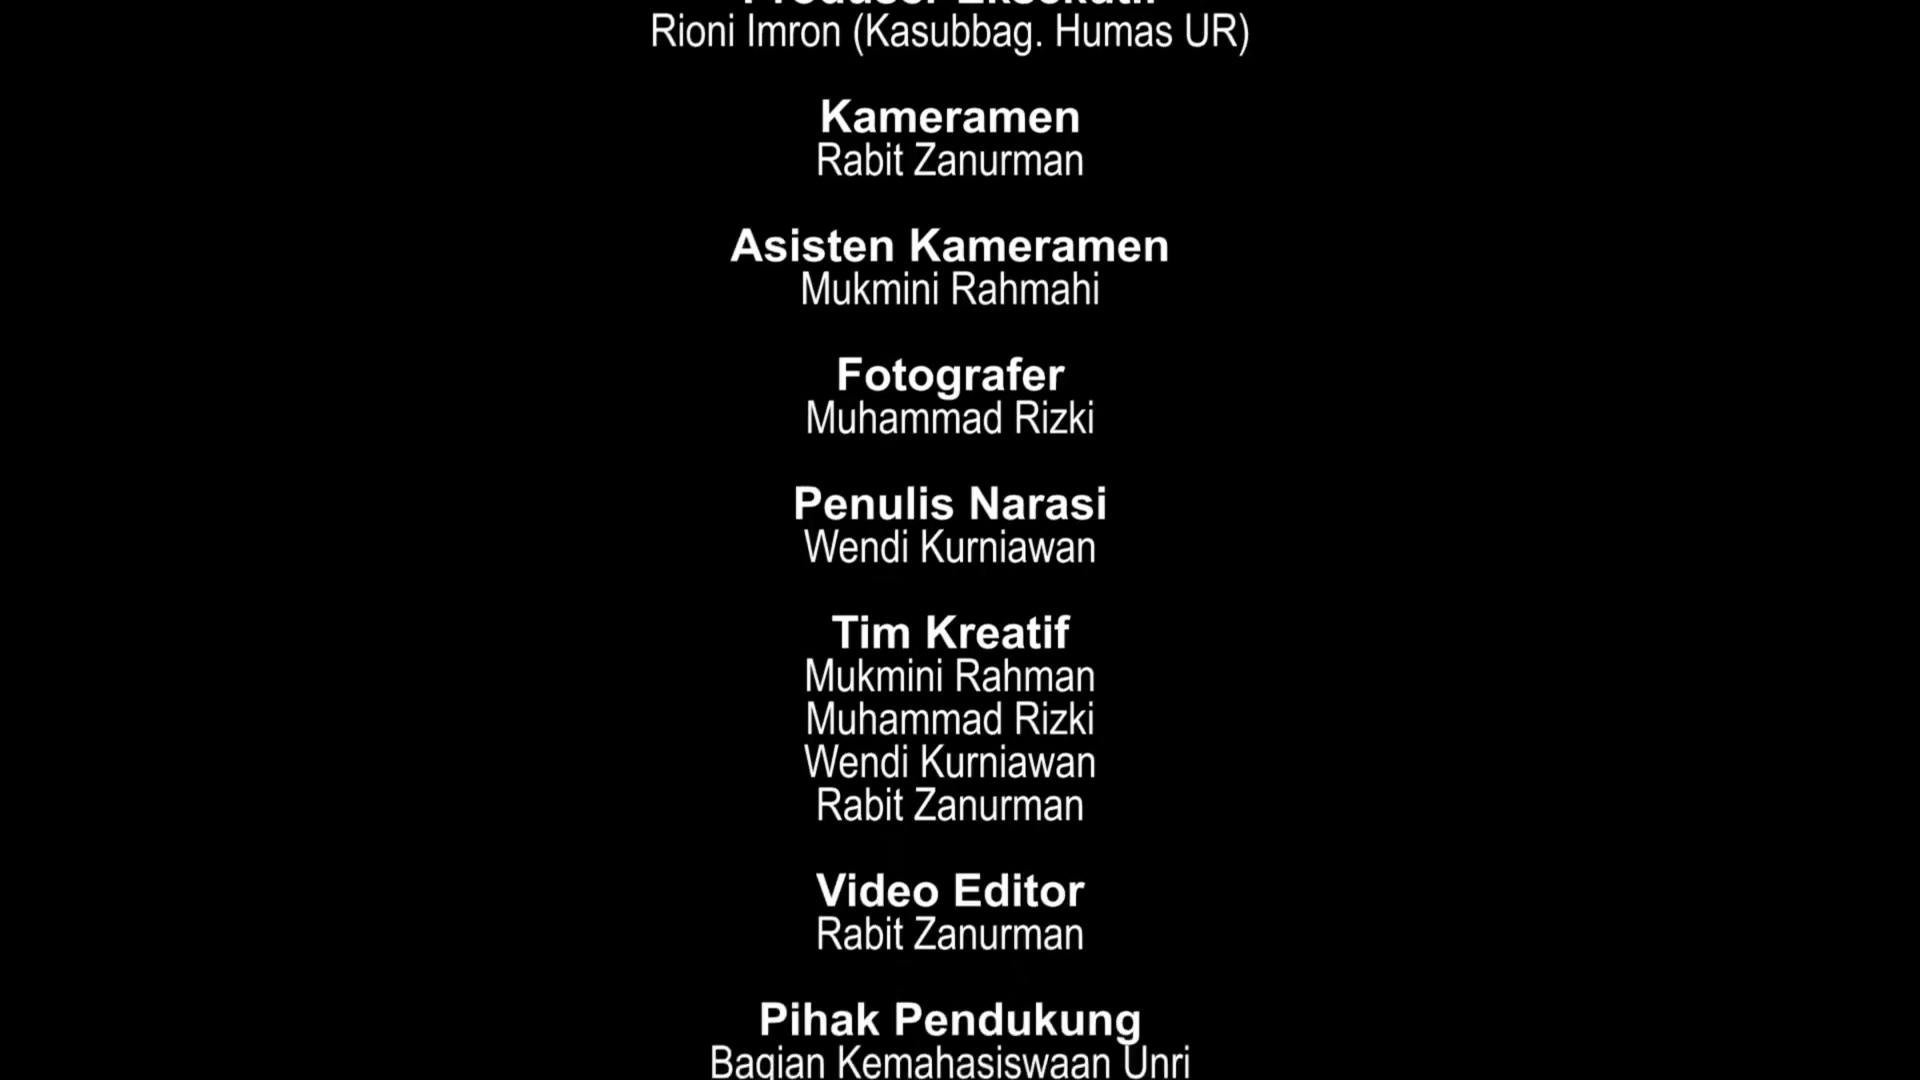 Produser Eksekutif
Rioni Imron (Kasubbag. Humas UR)
Kameramen
Rabit Zanurman
Asisten Kameramen
Mukmini Rahmahi
Fotografer
Muhammad Rizki
Penulis Narasi
Wendi Kurniawan
Tim Kreatif
Mukmini Rahman
Muhammad Rizki
Wendi Kurniawan
Rabit Zanurman
Video Editor
Rabit Zanurman
Pihak Pendukung
Bagian Kemahasiswaan Unri